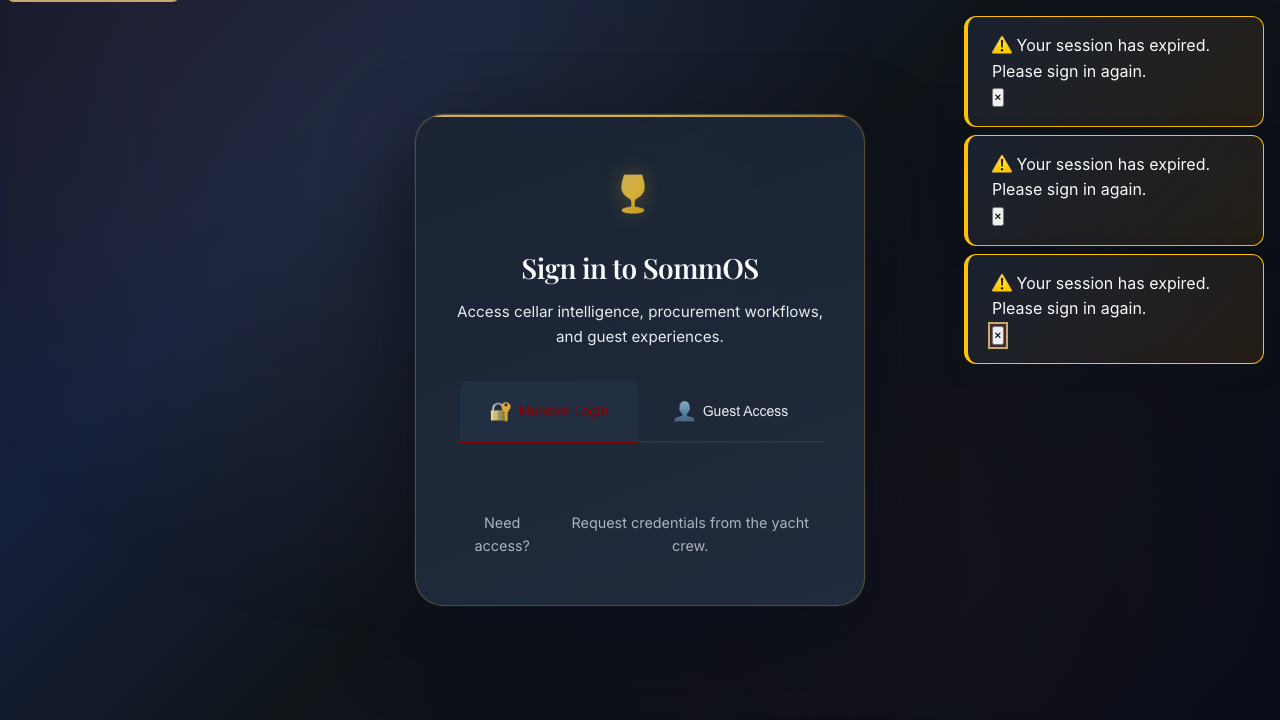 Your session has expired.
Please sign in again.
×
Your session has expired.
Please sign in again.
×
Your session has expired.
Please sign in again.
×
Sign in to SommOS
Access cellar intelligence, procurement workflows,
and guest experiences.
Member Login
Guest Access
Need
access?
Request credentials from the yacht
crew.